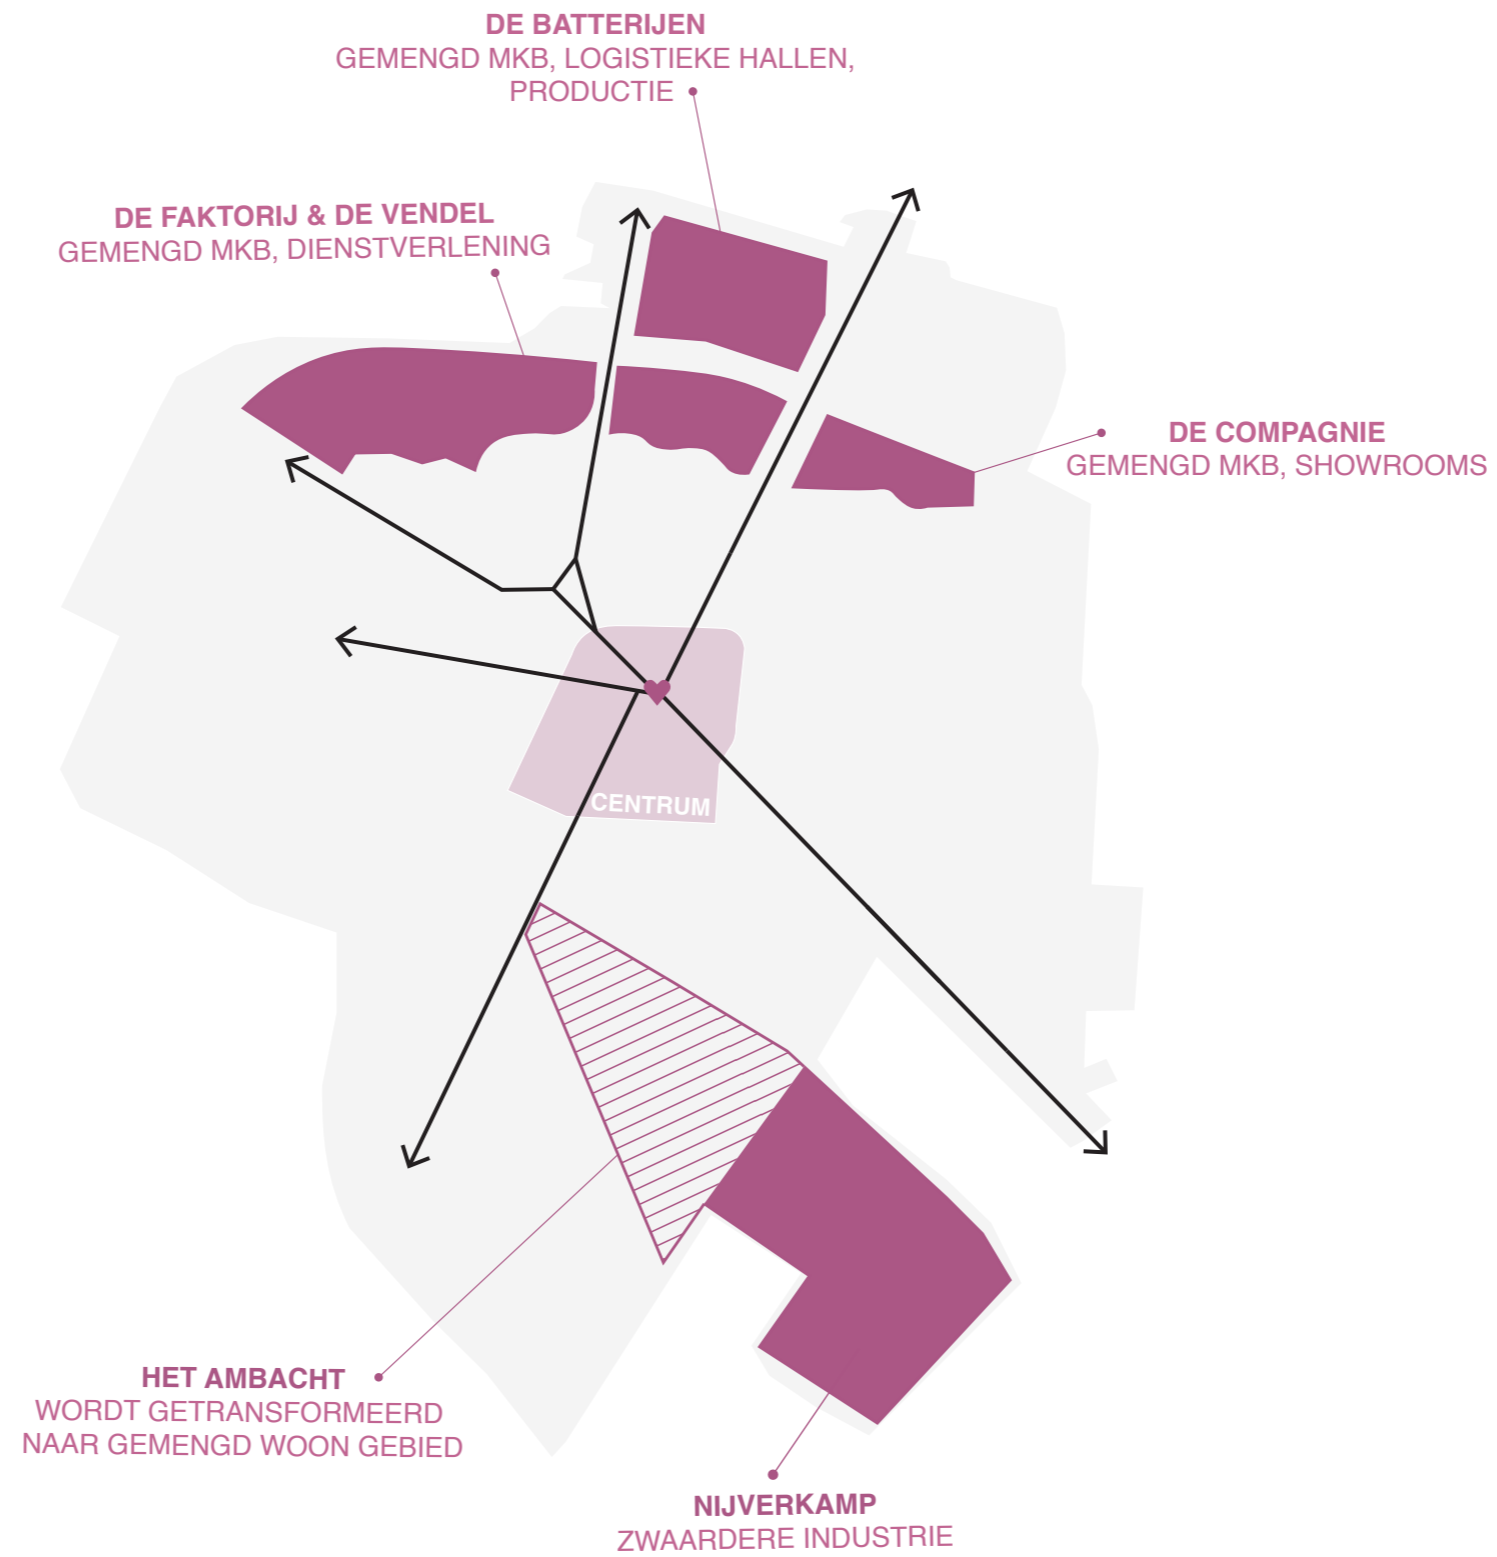 DE BATTERIJEN
GEMENGD MKB, LOGISTIEKE HALLEN,
PRODUCTIE
DE FAKTORIJ & DE VENDEL
GEMENGD MKB, DIENSTVERLENING
DE COMPAGNIE
GEMENGD MKB, SHOWROOMS
CENTRUM
HET AMBACHT
WORDT GETRANSFORMEERD
NAAR GEMENGD WOON GEBIED
NIJVERKAMP
ZWAARDERE INDUSTRIE